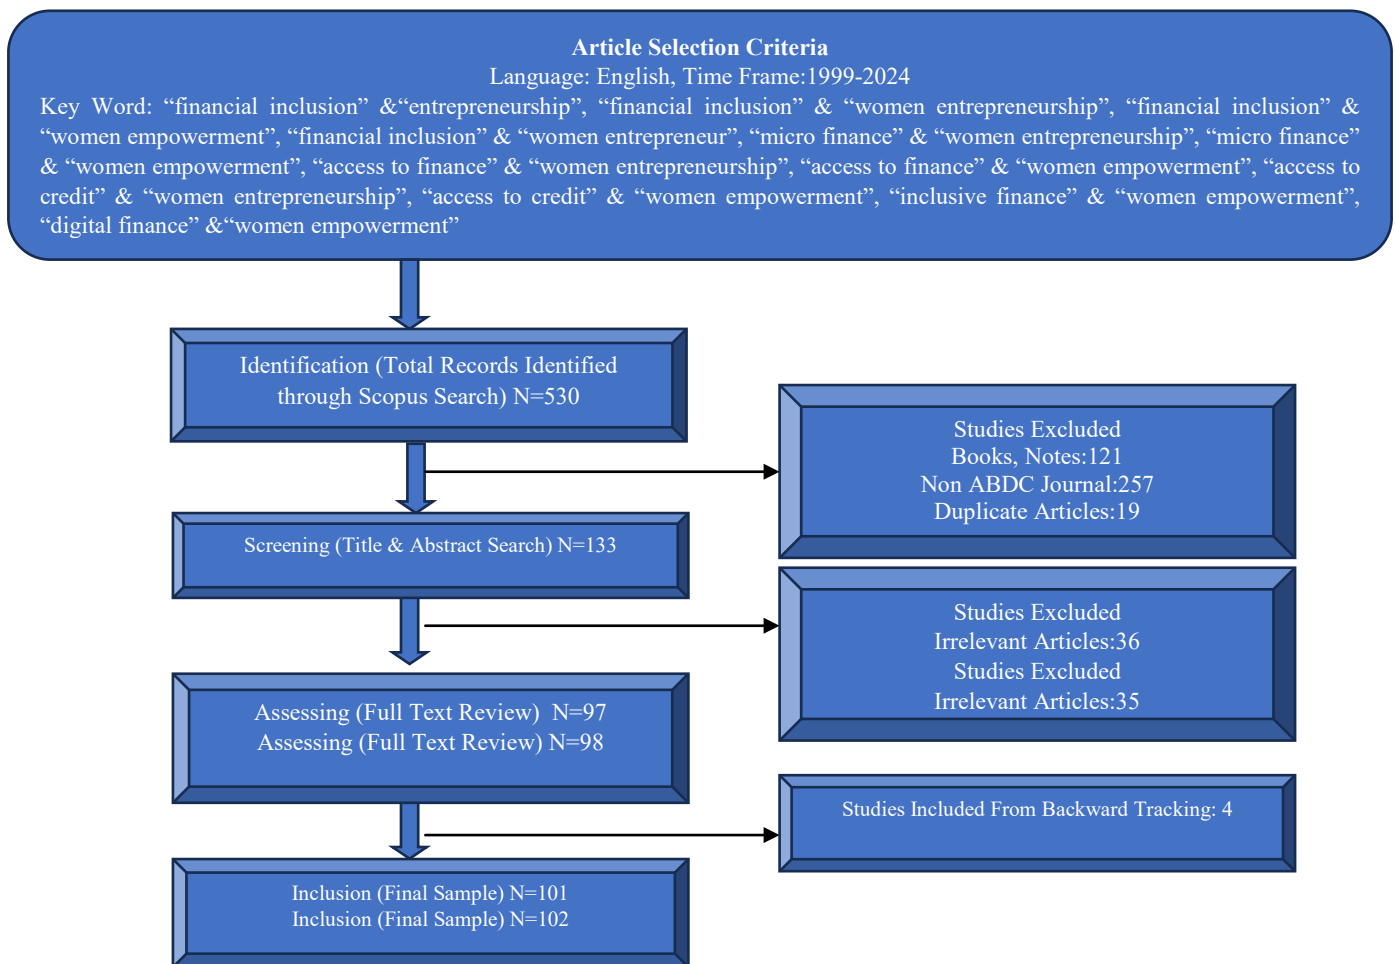 Article Selection Criteria
Language: English, Time Frame:1999-2024
Key Word: “financial inclusion” &“entrepreneurship”, “financial inclusion” & “women entrepreneurship”, “financial inclusion” &
“women empowerment”, “financial inclusion” & “women entrepreneur”, “micro finance” & “women entrepreneurship”, “micro finance”
& “women empowerment”, “access to finance” & “women entrepreneurship”, “access to finance” & “women empowerment”, “access to
credit” & “women entrepreneurship”, “access to credit” & “women empowerment”, “inclusive finance” & “women empowerment”,
“digital finance” &“women empowerment”
Identification (Total Records Identified
through Scopus Search) N=530
Studies Excluded
Books, Notes:121
Non ABDC Journal:257
Duplicate Articles:19
Screening (Title & Abstract Search) N=133
Studies Excluded
Irrelevant Articles:36
Studies Excluded
Irrelevant Articles:35
Assessing (Full Text Review) N=97
Assessing (Full Text Review) N=98
Studies Included From Backward Tracking: 4
Inclusion (Final Sample) N=101
Inclusion (Final Sample) N=102